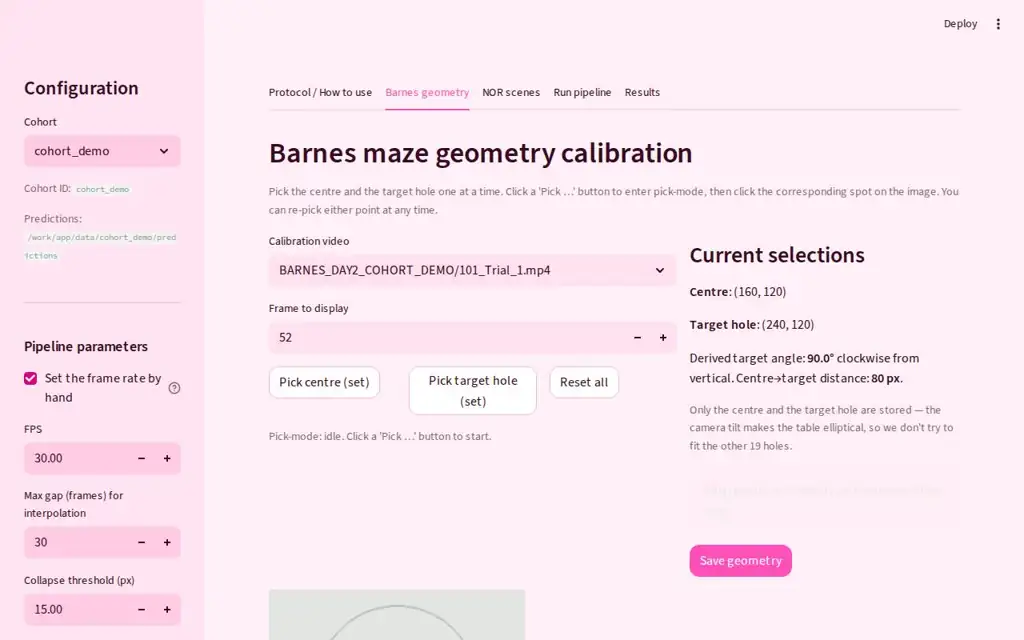 Deploy
Configuration
Cohort
cohort_demo
Cohort ID: cohort_demo
Predictions:
/work/app/data/cohort_demo/pred
ictions
Pipeline parameters
Set the frame rate by
hand
FPS
30.00
Max gap (frames) for
interpolation
30
Collapse threshold (px)
15.00
Protocol / How to use
Barnes geometry
NOR scenes
Run pipeline
Results
Barnes maze geometry calibration
Pick the centre and the target hole one at a time. Click a 'Pick …' button to enter pick-mode, then click the corresponding spot on the image. You
can re-pick either point at any time.
Calibration video
BARNES_DAY2_COHORT_DEMO/101_Trial_1.mp4
Frame to display
52
Pick centre (set)
Pick target hole
(set)
Reset all
Pick-mode: idle. Click a 'Pick …' button to start.
Current selections
Centre: (160, 120)
Target hole: (240, 120)
Derived target angle: 90.0° clockwise from
vertical. Centre→target distance: 80 px.
Only the centre and the target hole are stored — the
camera tilt makes the table elliptical, so we don't try to
fit the other 19 holes.
Save geometry